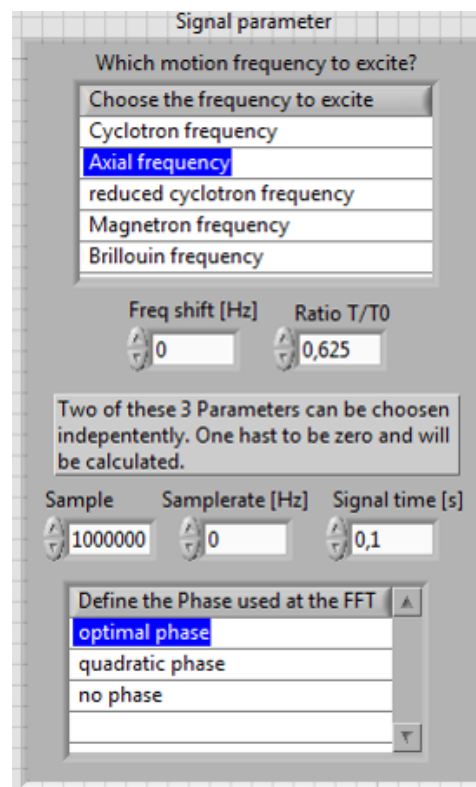 Signal parameter
Which motion frequency to excite?
Choose the frequency to excite
Cyclotron frequency
Axial frequency
reduced cyclotron frequency
Magnetron frequency
Brillouin frequency
Freq shift [Hz] Ratio T/T0
0 0,625
Two of these 3 Parameters can be choosen
indepentently. One hast to be zero and will
be calculated.
Sample Samplerate [Hz] Signal time [s]
1000000 0 0,1
Define the Phase used at the FFT
optimal phase
quadratic phase
no phase